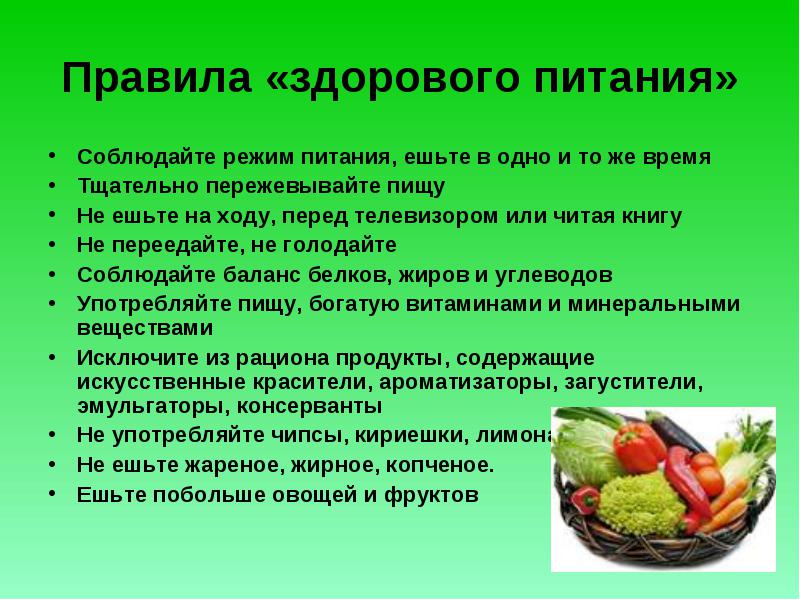 Правила «здорового питания»
• Соблюдайте режим питания, ешьте в одно и то же время
• Тщательно пережевывайте пищу
• Не ешьте на ходу, перед телевизором или читая книгу
• Не переедайте, не голодайте
• Соблюдайте баланс белков, жиров и углеводов
• Употребляйте пищу, богатую витаминами и минеральными
веществами
• Исключите из рациона продукты, содержащие
искусственные красители, ароматизаторы, загустители,
эмульгаторы, консерванты
• Не употребляйте чипсы, кириешки,
• Не ешьте жареное, жирное, копченое.
• Ешьте побольше овощей и фруктов